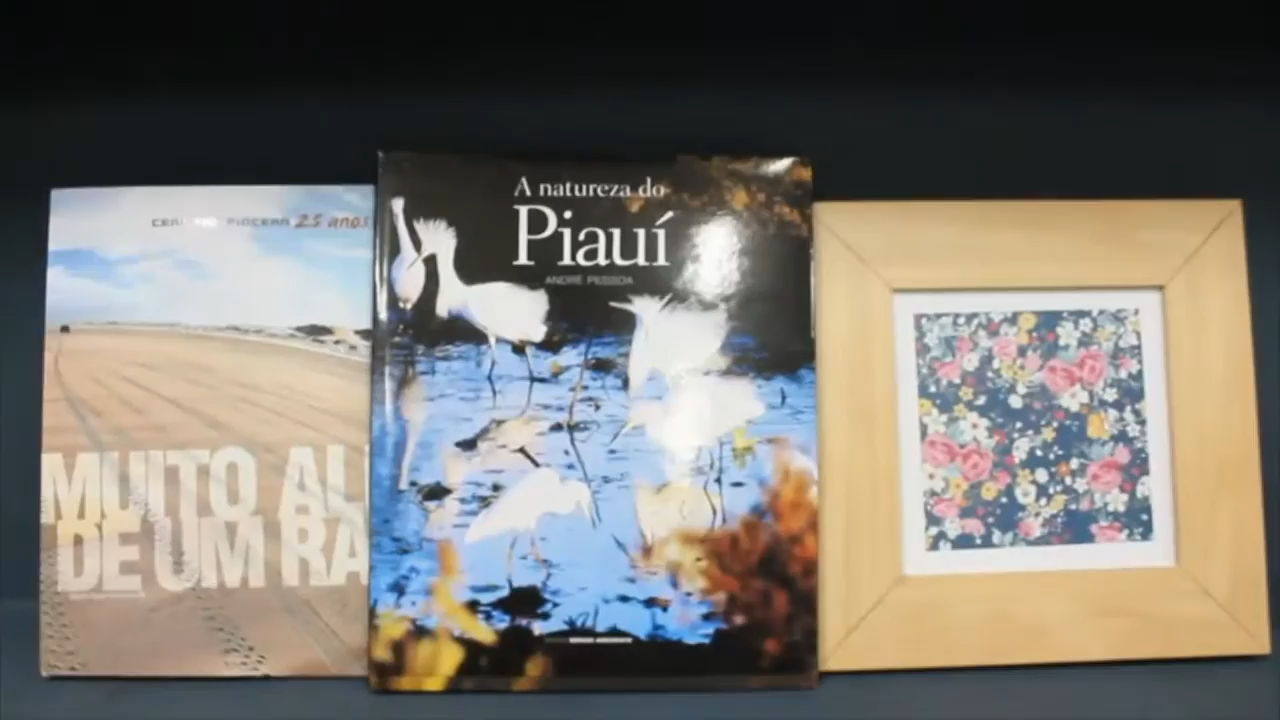 25 anos
MUITO AL
DE UM RA
A natureza do
Piauí
ANDRÉ PESSOA